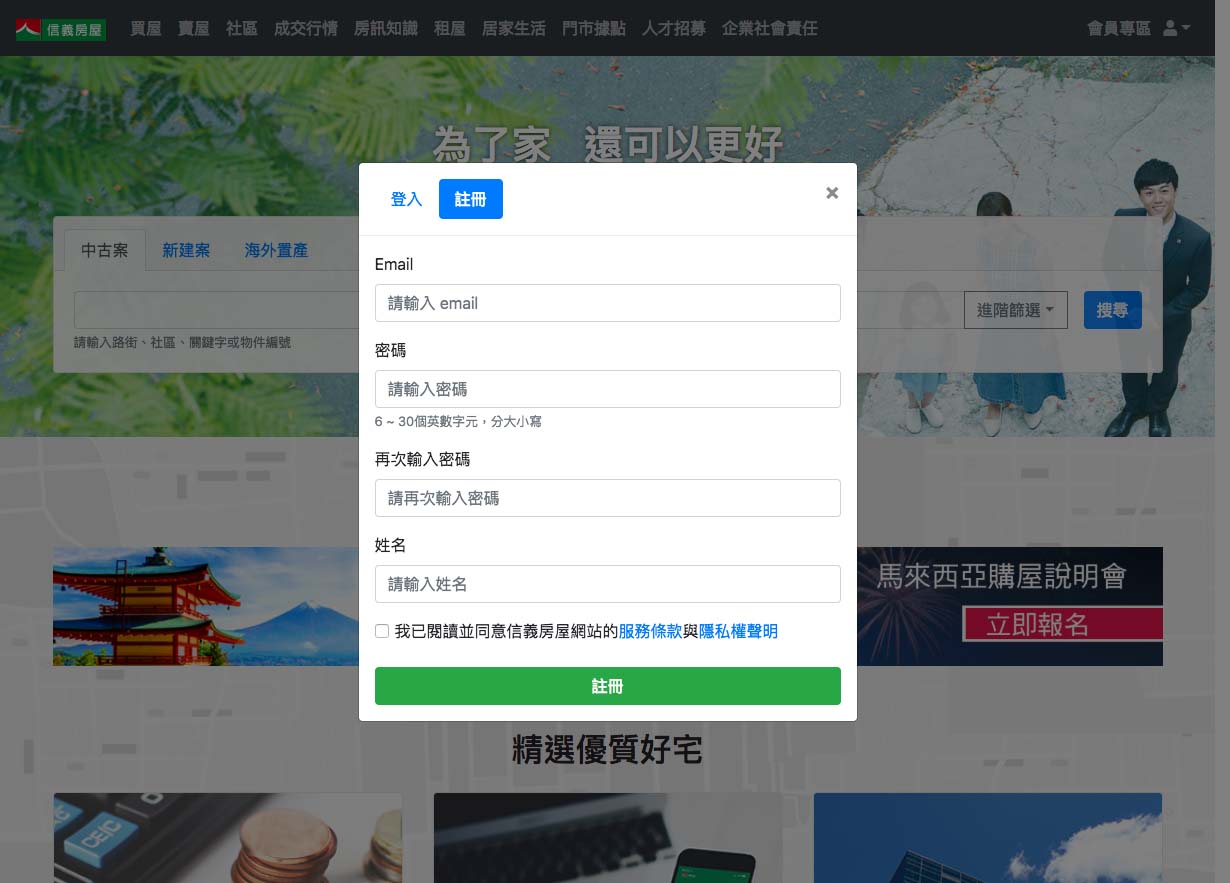 信義房屋 買屋 賣屋 社區 成交行情 房訊知識 租屋 居家生活 門市據點 人才招募 企業社會責任 會員專區
為了家 還可以更好
登入 註冊 ×
中古案 新建案 海外置產
Email
請輸入 email
進階篩選 搜尋
請輸入路街、社區、關鍵字或物件編號
密碼
請輸入密碼
6 ~ 30個英數字元，分大小寫
再次輸入密碼
請再次輸入密碼
姓名
請輸入姓名
馬來西亞購屋說明會
立即報名
我已閱讀並同意信義房屋網站的服務條款與隱私權聲明
註冊
精選優質好宅